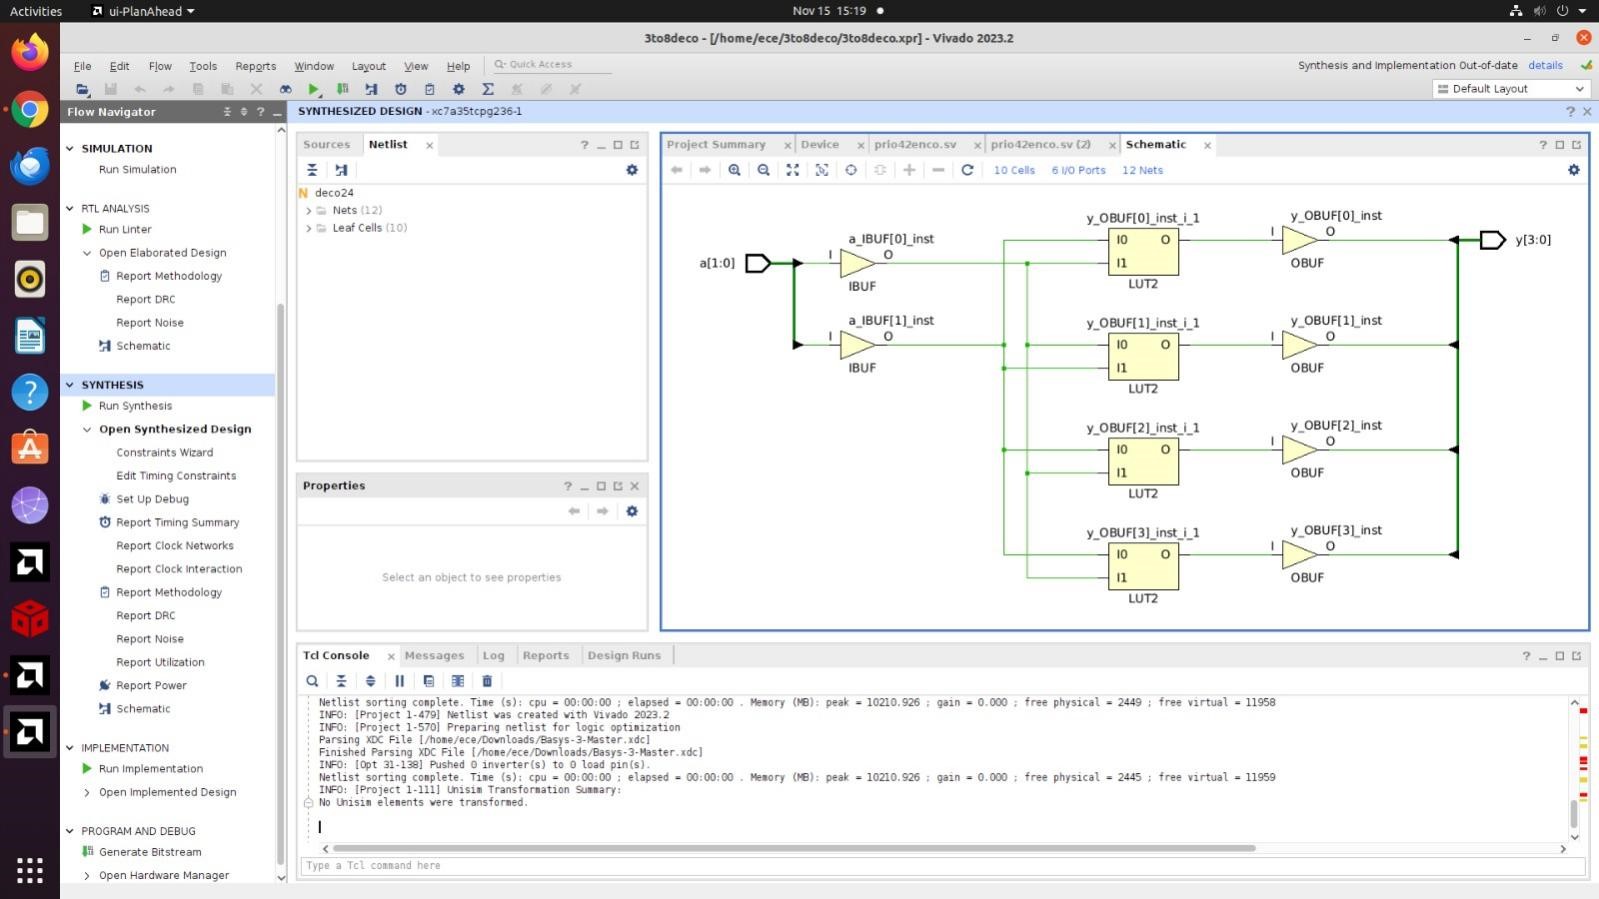 Activities
ui-PlanAhead
Nov 15 15:19
3to8deco - [/home/ece/3to8deco/3to8deco.xpr] - Vivado 2023.2
File Edit Flow Tools Reports Window Layout View Help
Quick Access
Synthesis and Implementation Out-of-date details
Default Layout
Flow Navigator
SIMULATION
Run Simulation
RTL ANALYSIS
Run Linter
Open Elaborated Design
Report Methodology
Report DRC
Report Noise
Schematic
SYNTHESIS
Run Synthesis
Open Synthesized Design
Constraints Wizard
Edit Timing Constraints
Set Up Debug
Report Timing Summary
Report Clock Networks
Report Clock Interaction
Report Methodology
Report DRC
Report Noise
Report Utilization
Report Power
Schematic
IMPLEMENTATION
Run Implementation
Open Implemented Design
PROGRAM AND DEBUG
Generate Bitstream
Open Hardware Manager
SYNTHESIZED DESIGN - xc7a35tcpg236-1
Sources Netlist
N deco24
Nets (12)
Leaf Cells (10)
Properties
Select an object to see properties
Project Summary Device prio42enco.sv prio42enco.sv (2) Schematic
10 Cells 6 I/O Ports 12 Nets
a[1:0]
a_IBUF[0]_inst
I O
IBUF
a_IBUF[1]_inst
I O
IBUF
y_OBUF[0]_inst_i_1
I0 O
I1
LUT2
y_OBUF[0]_inst
I O
OBUF
y[3:0]
y_OBUF[1]_inst_i_1
I0 O
I1
LUT2
y_OBUF[1]_inst
I O
OBUF
y_OBUF[2]_inst_i_1
I0 O
I1
LUT2
y_OBUF[2]_inst
I O
OBUF
y_OBUF[3]_inst_i_1
I0 O
I1
LUT2
y_OBUF[3]_inst
I O
OBUF
Tcl Console Messages Log Reports Design Runs
Netlist sorting complete. Time (s): cpu = 00:00:00 ; elapsed = 00:00:00 . Memory (MB): peak = 10210.926 ; gain = 0.000 ; free physical = 2449 ; free virtual = 11958
INFO: [Project 1-479] Netlist was created with Vivado 2023.2
INFO: [Project 1-570] Preparing netlist for logic optimization
Parsing XDC File [/home/ece/Downloads/Basys-3-Master.xdc]
Finished Parsing XDC File [/home/ece/Downloads/Basys-3-Master.xdc]
INFO: [Opt 31-138] Pushed 0 inverter(s) to 0 load pin(s).
Netlist sorting complete. Time (s): cpu = 00:00:00 ; elapsed = 00:00:00 . Memory (MB): peak = 10210.926 ; gain = 0.000 ; free physical = 2445 ; free virtual = 11959
INFO: [Project 1-111] Unisim Transformation Summary:
No Unisim elements were transformed.
Type a Tcl command here